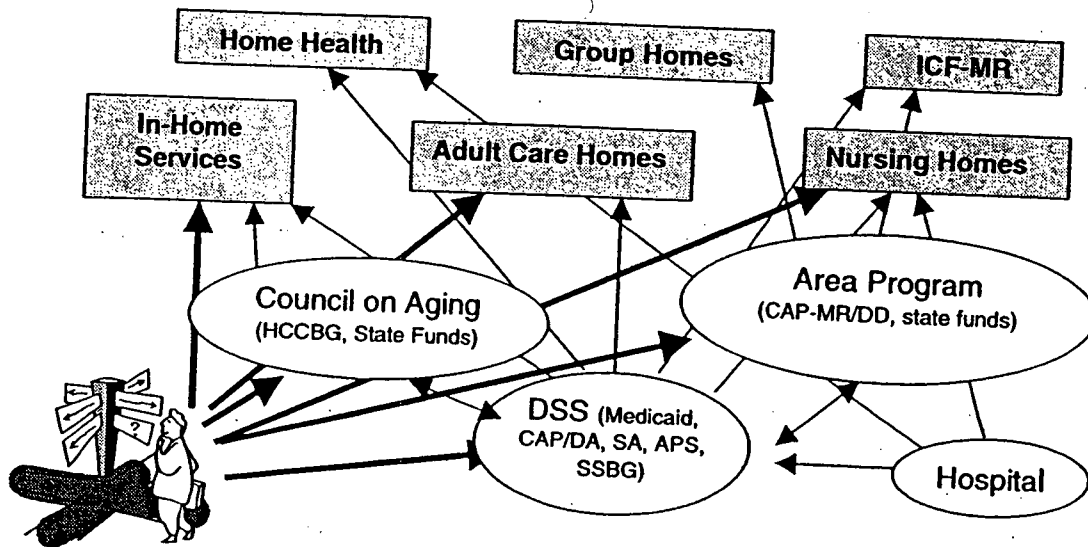 Home Health
Group Homes
ICF-MR
In-Home
Services
Adult Care Homes
Nursing Homes
Council on Aging
(HCCBG, State Funds)
Area Program
(CAP-MR/DD, state funds)
DSS (Medicaid,
CAP/DA, SA, APS,
SSBG)
Hospital
?